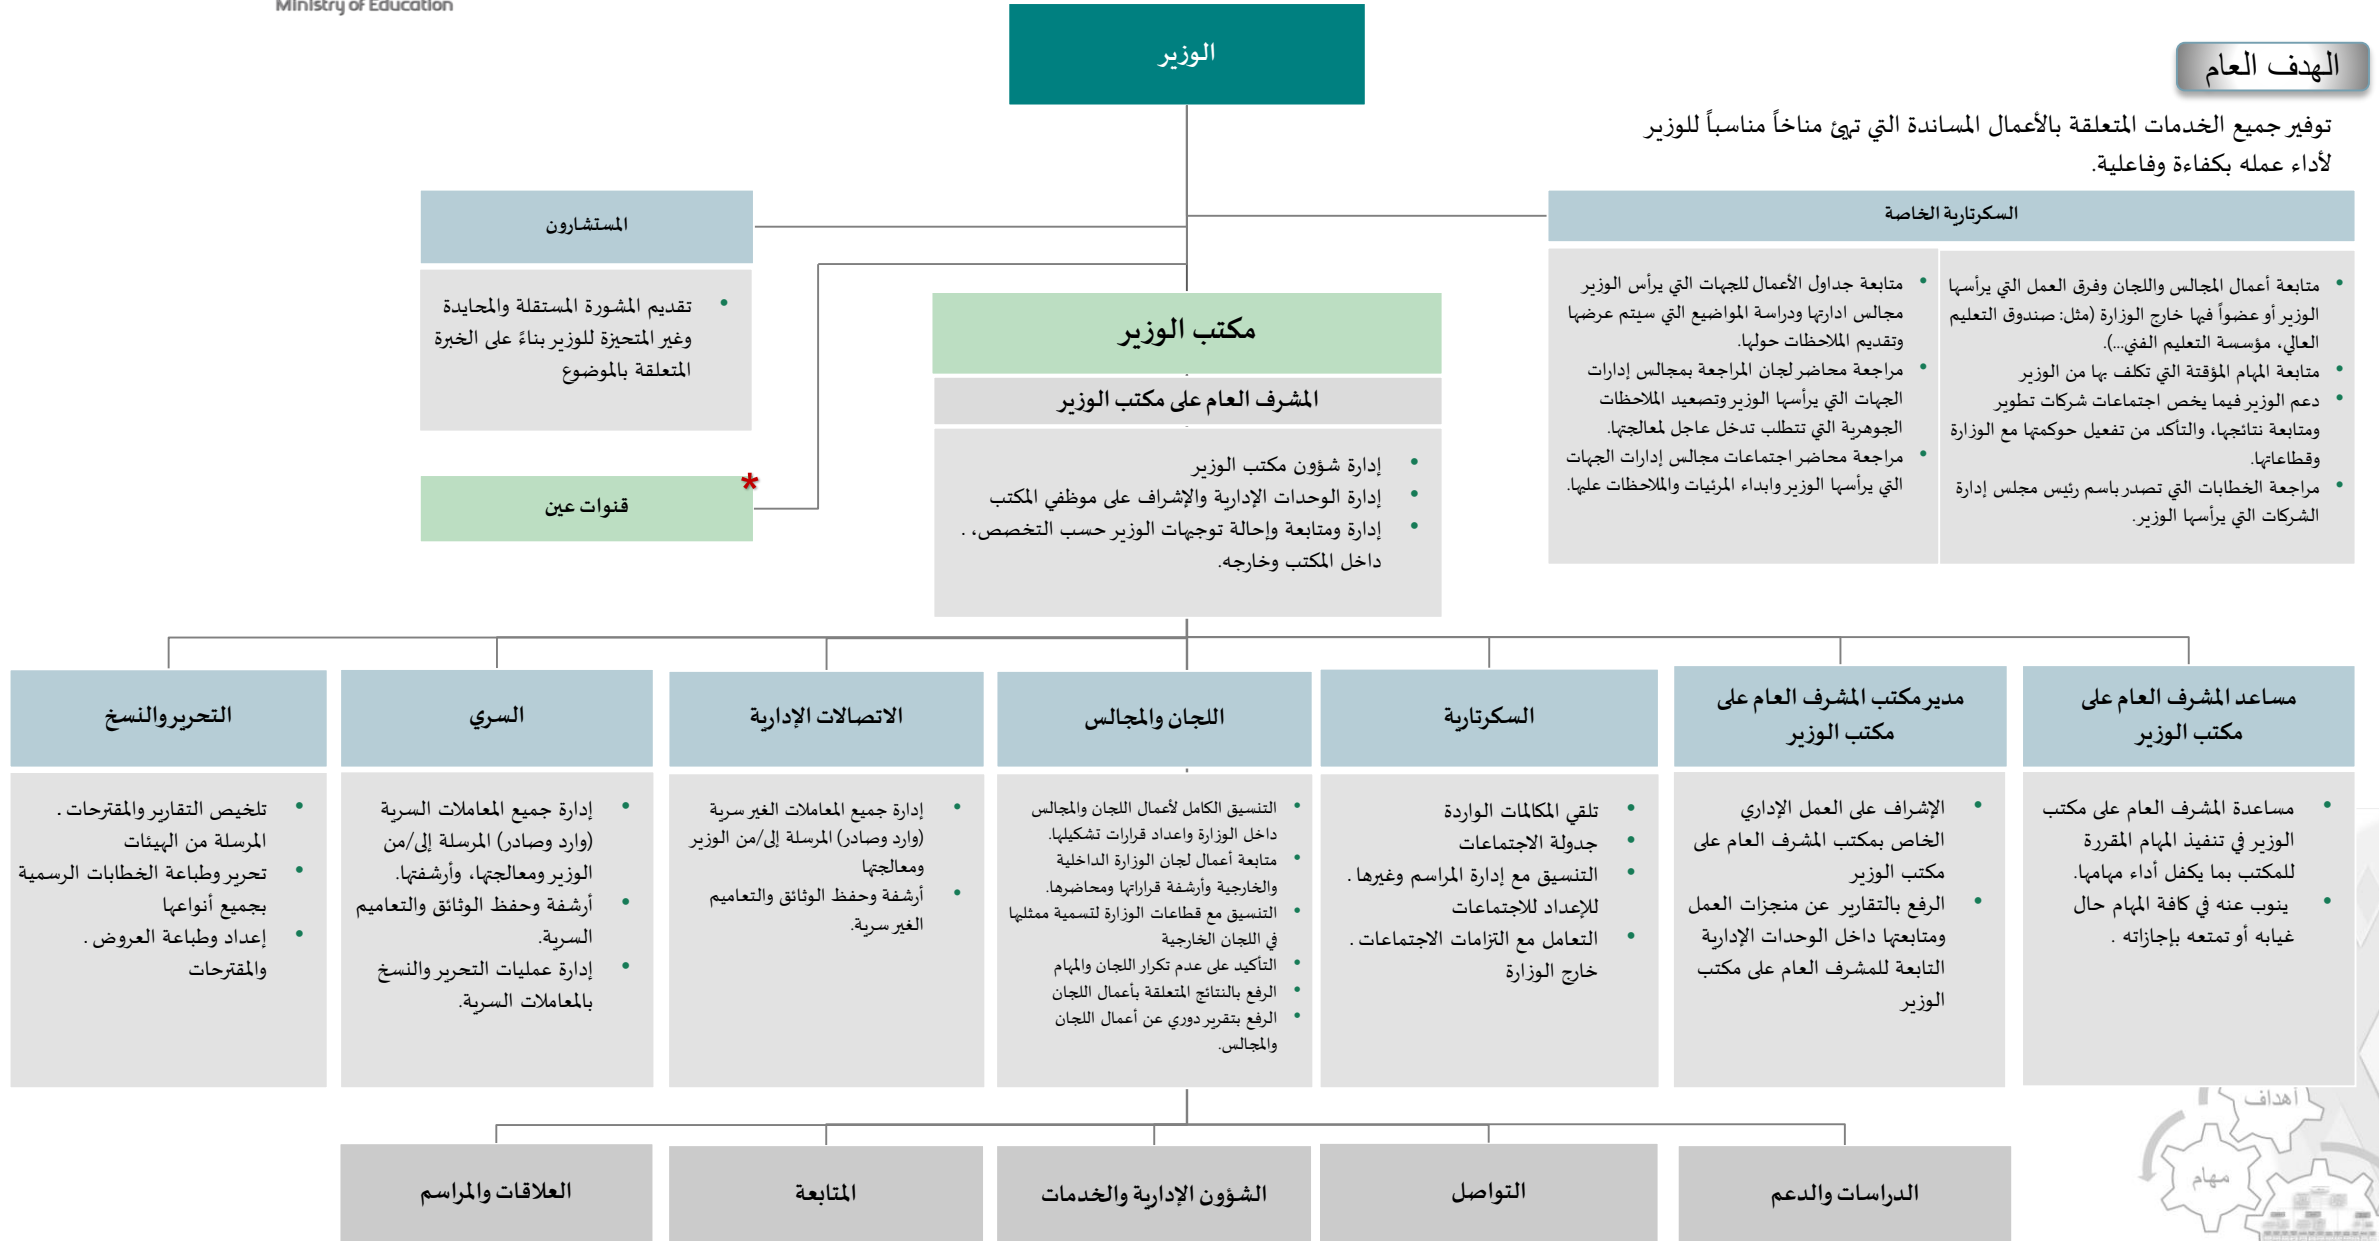 Ministry of Education
الوزير
الهدف العام
توفير جميع الخدمات المتعلقة بالأعمال المساندة التي تهيئ مناخاً مناسباً للوزير
لأداء عمله بكفاءة وفاعلية.
السكرتارية الخاصة
• متابعة أعمال المجالس واللجان وفرق العمل التي يرأسها
الوزير أو عضواً فيها خارج الوزارة (مثل: صندوق التعليم
العالي، مؤسسة التعليم الفني...).
• متابعة المهام المؤقتة التي تكلف بها من الوزير
• دعم الوزير فيما يخص اجتماعات شركات تطوير
ومتابعة نتائجها، والتأكد من تفعيل حوكمتها مع الوزارة
وقطاعاتها.
• مراجعة الخطابات التي تصدر باسم رئيس مجلس إدارة
الشركات التي يرأسها الوزير.
• متابعة جداول الأعمال للجهات التي يرأس الوزير
مجالس ادارتها ودراسة المواضيع التي سيتم عرضها
وتقديم الملاحظات حولها.
• مراجعة محاضر لجان المراجعة بمجالس إدارات
الجهات التي يرأسها الوزير وتصعيد الملاحظات
الجوهرية التي تتطلب تدخل عاجل لمعالجتها.
• مراجعة محاضر اجتماعات مجالس إدارات الجهات
التي يرأسها الوزير وابداء المرئيات والملاحظات عليها.
المستشارون
• تقديم المشورة المستقلة والمحايدة
وغير المتحيزة للوزير بناءً على الخبرة
المتعلقة بالموضوع
قنوات عين
*
مكتب الوزير
المشرف العام على مكتب الوزير
• إدارة شؤون مكتب الوزير
• إدارة الوحدات الإدارية والإشراف على موظفي المكتب
• إدارة ومتابعة وإحالة توجيهات الوزير حسب التخصص، .
داخل المكتب وخارجه.
مساعد المشرف العام على
مكتب الوزير
• مساعدة المشرف العام على مكتب
الوزير في تنفيذ المهام المقررة
للمكتب بما يكفل أداء مهامها.
• ينوب عنه في كافة المهام حال
غيابه أو تمتعه بإجازاته .
مدير مكتب المشرف العام على
مكتب الوزير
• الإشراف على العمل الإداري
الخاص بمكتب المشرف العام على
مكتب الوزير
• الرفع بالتقارير عن منجزات العمل
ومتابعتها داخل الوحدات الإدارية
التابعة للمشرف العام على مكتب
الوزير
السكرتارية
• تلقي المكالمات الواردة
• جدولة الاجتماعات
• التنسيق مع إدارة المراسم وغيرها .
للإعداد للاجتماعات
• التعامل مع التزامات الاجتماعات .
خارج الوزارة
اللجان والمجالس
• التنسيق الكامل لأعمال اللجان والمجالس
داخل الوزارة واعداد قرارات تشكيلها.
• متابعة أعمال لجان الوزارة الداخلية
والخارجية وأرشفة قراراتها ومحاضرها.
• التنسيق مع قطاعات الوزارة لتسمية ممثليها
في اللجان الخارجية
• التأكيد على عدم تكرار اللجان والمهام
• الرفع بالنتائج المتعلقة بأعمال اللجان
• الرفع بتقرير دوري عن أعمال اللجان
والمجالس.
الاتصالات الإدارية
• إدارة جميع المعاملات الغير سرية
(وارد وصادر) المرسلة إلى/من الوزير
ومعالجتها
• أرشفة وحفظ الوثائق والتعاميم
الغير سرية.
السري
• إدارة جميع المعاملات السرية
(وارد وصادر) المرسلة إلى/من
الوزير ومعالجتها، وأرشفتها.
• أرشفة وحفظ الوثائق والتعاميم
السرية.
• إدارة عمليات التحرير والنسخ
بالمعاملات السرية.
التحرير والنسخ
• تلخيص التقارير والمقترحات .
المرسلة من الهيئات
• تحرير وطباعة الخطابات الرسمية
بجميع أنواعها
• إعداد وطباعة العروض .
والمقترحات
الدراسات والدعم
التواصل
الشؤون الإدارية والخدمات
المتابعة
العلاقات والمراسم
أهداف
مهام